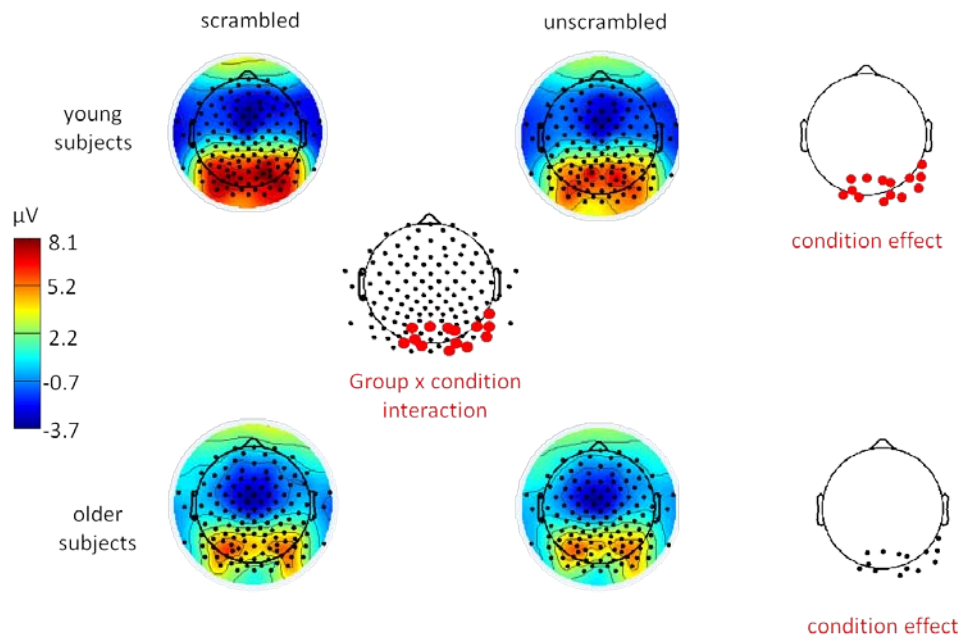 scrambled
unscrambled
young
subjects
condition effect
μV
8.1
5.2
2.2
-0.7
-3.7
Group x condition
interaction
older
subjects
condition effect